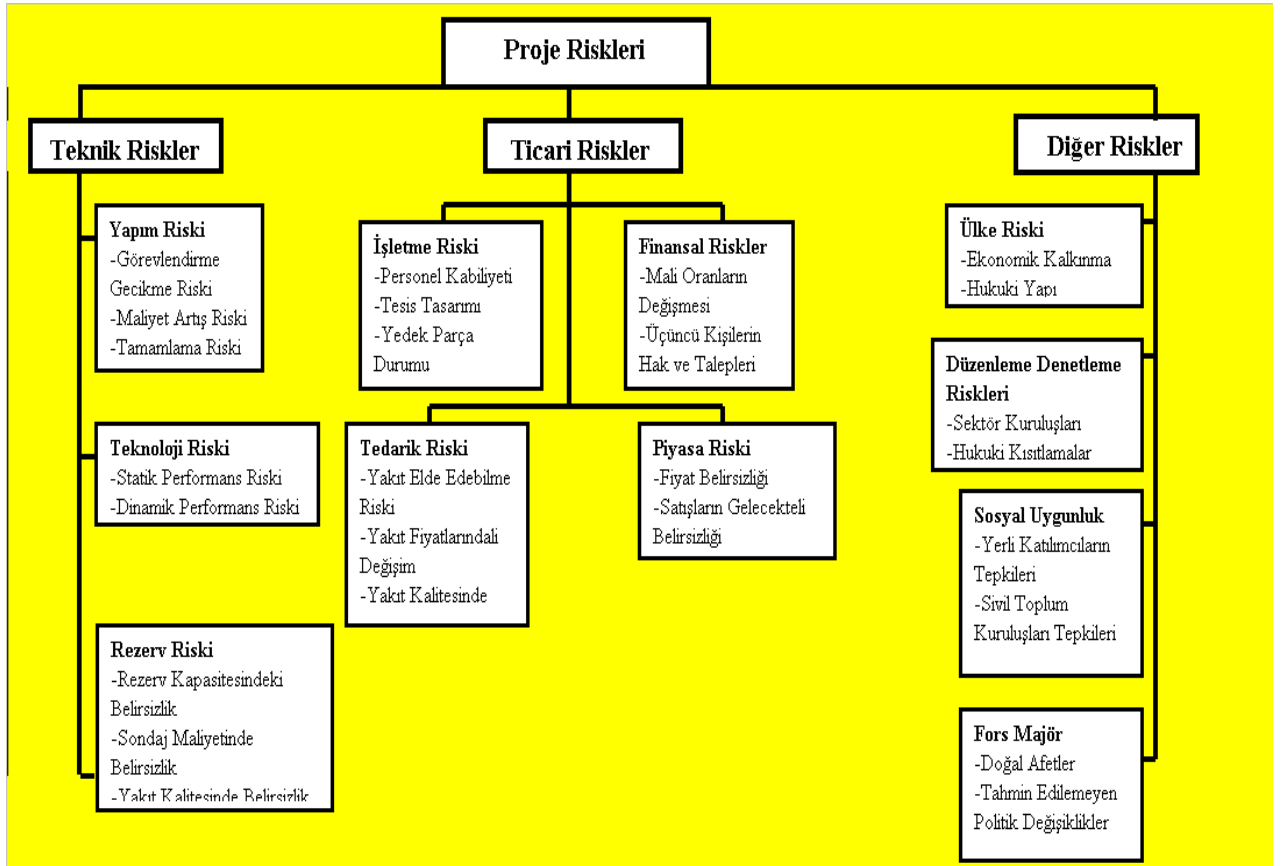 Proje Riskleri
Teknik Riskler
Yapım Riski
-Görevlendirme
Gecikme Riski
-Maliyet Artış Riski
-Tamamlama Riski
Teknoloji Riski
-Statik Performans Riski
-Dinamik Performans Riski
Rezerv Riski
-Rezerv Kapasitesindeki
Belirsizlik
-Sondaj Maliyetinde
Belirsizlik
-Yakıt Kalitesinde Belirsizlik
Ticari Riskler
İşletme Riski
-Personel Kabiliyeti
-Tesis Tasarımı
-Yedek Parça
Durumu
Finansal Riskler
-Mali Oranların
Değişmesi
-Üçüncü Kişilerin
Hak ve Talepleri
Tedarik Riski
-Yakıt Elde Edebilme
Riski
-Yakıt Fiyatlarındali
Değişim
-Yakıt Kalitesinde
Piyasa Riski
-Fiyat Belirsizliği
-Satışların Gelecekteli
Belirsizliği
Diğer Riskler
Ülke Riski
-Ekonomik Kalkınma
-Hukuki Yapı
Düzenleme Denetleme
Riskleri
-Sektör Kuruluşları
-Hukuki Kısıtlamalar
Sosyal Uygunluk
-Yerli Katılımcıların
Tepkileri
-Sivil Toplum
Kuruluşları Tepkileri
Fors Majör
-Doğal Afetler
-Tahmin Edilemeyen
Politik Değişiklikler